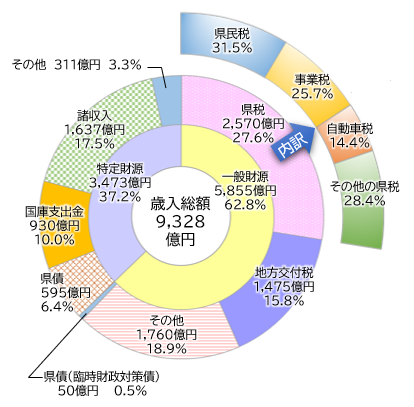 県民税
31.5%
事業税
25.7%
自動車税
14.4%
その他の県税
28.4%
内訳
その他 311億円 3.3%
県税
2,570億円
27.6%
諸収入
1,637億円
17.5%
特定財源
3,473億円
37.2%
一般財源
5,855億円
62.8%
歳入総額
9,328
億円
国庫支出金
930億円
10.0%
県債
595億円
6.4%
地方交付税
1,475億円
15.8%
その他
1,760億円
18.9%
県債(臨時財政対策債)
50億円 0.5%